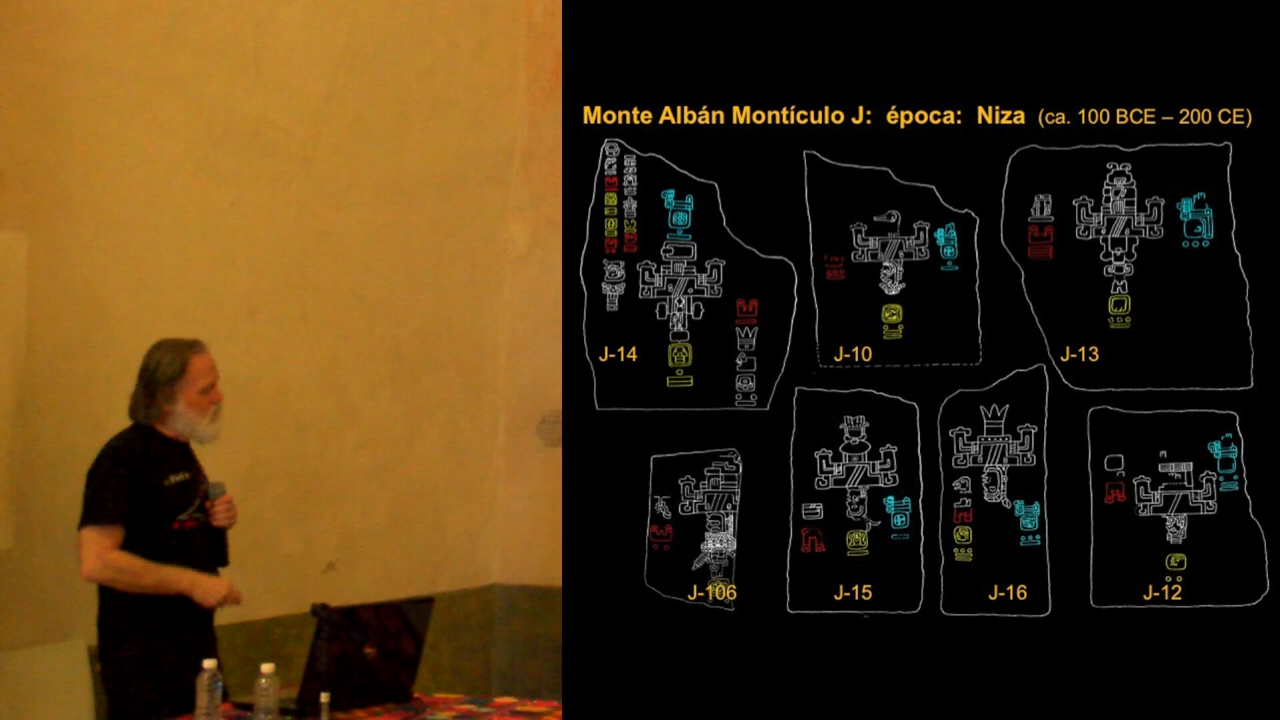 Monte Albán Montículo J: época: Niza (ca. 100 BCE – 200 CE)
J-14
J-10
J-13
J-106
J-15
J-16
J-12